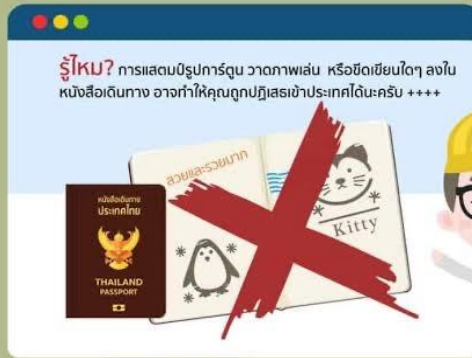 รู้ไหม? การแสตมป์รูปการ์ตูน วาดภาพเล่น หรือขีดเขียนใดๆ ลงใน
หนังสือเดินทาง อาจทำให้คุณถูกปฏิเสธเข้าประเทศได้นะครับ ++++
สวยและรวยมาก
Kitty
หนังสือเดินทาง
ประเทศไทย
THAILAND
PASSPORT